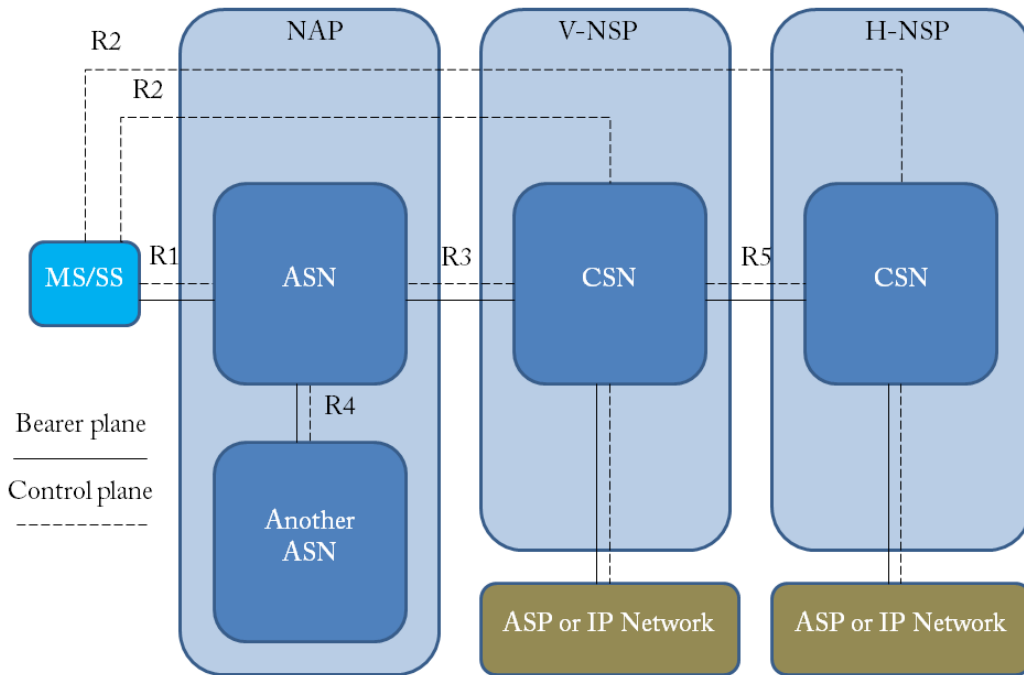 NAP
V-NSP
H-NSP
R2
R2
MS/SS
R1
ASN
R3
CSN
R5
CSN
R4
Bearer plane
Control plane
Another
ASN
ASP or IP Network
ASP or IP Network